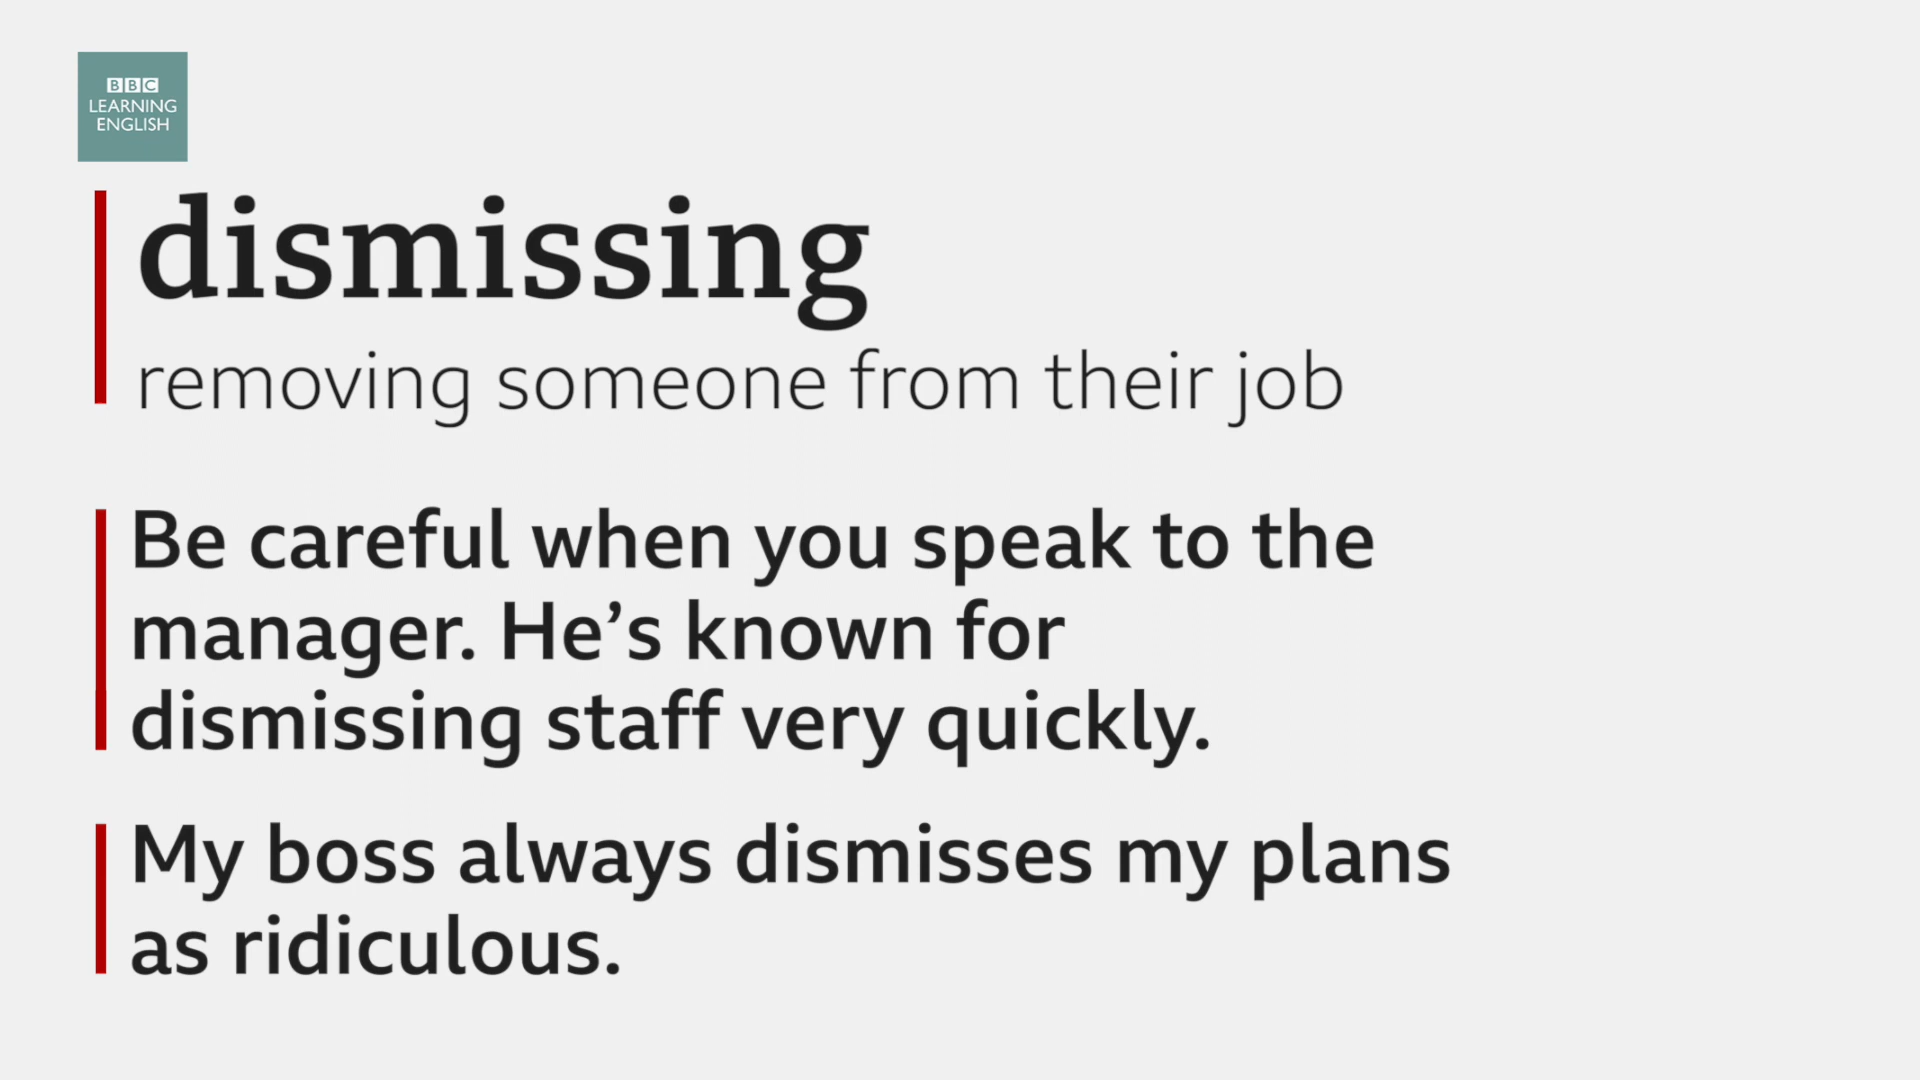 BBC
LEARNING
ENGLISH
dismissing
removing someone from their job
Be careful when you speak to the
manager. He’s known for
dismissing staff very quickly.
My boss always dismisses my plans
as ridiculous.